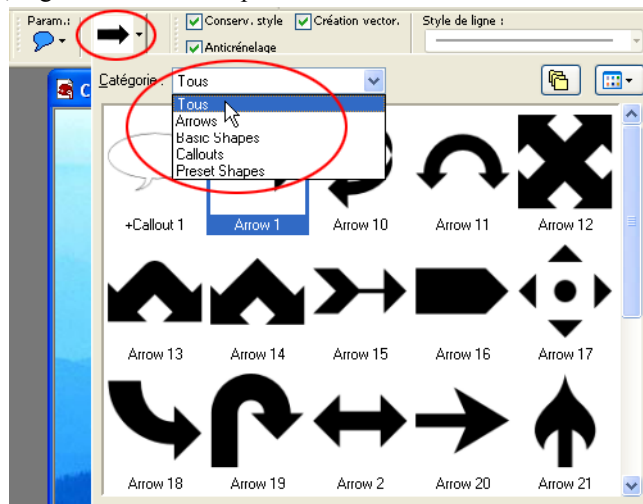 Param.:
Conserv. style
Création vector.
Style de ligne :
Anticrénelage
Catégorie :
Tous
Tous
Arrows
Basic Shapes
Callouts
Preset Shapes
+Callout 1
Arrow 1
Arrow 10
Arrow 11
Arrow 12
Arrow 13
Arrow 14
Arrow 15
Arrow 16
Arrow 17
Arrow 18
Arrow 19
Arrow 2
Arrow 20
Arrow 21